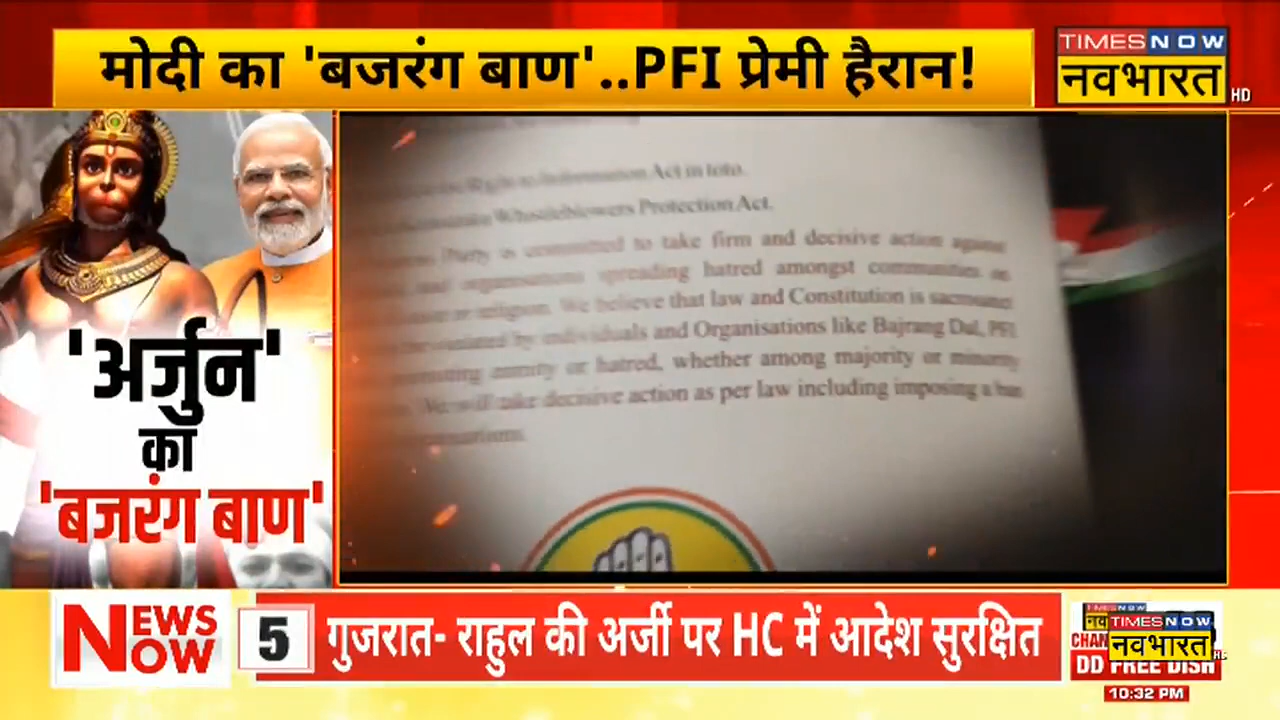 मोदी का 'बजरंग बाण'..PFI प्रेमी हैरान!
TIMES NOW
नवभारत
HD
'अर्जुन'
का
'बजरंग बाण'
Right to Information Act in toto.
Whistleblowers Protection Act.
Party is committed to take firm and decisive action against
and organisations spreading hatred amongst communities on
or religion. We believe that law and Constitution is sacrosanct
violated by individuals and Organisations like Bajrang Dal, PFI
enmity or hatred, whether among majority or minority
We will take decisive action as per law including imposing a ban
NEWS
NOW
5
गुजरात- राहुल की अर्जी पर HC में आदेश सुरक्षित
TIMES NOW
नवभारत
DD FREE DISH
10:32 PM